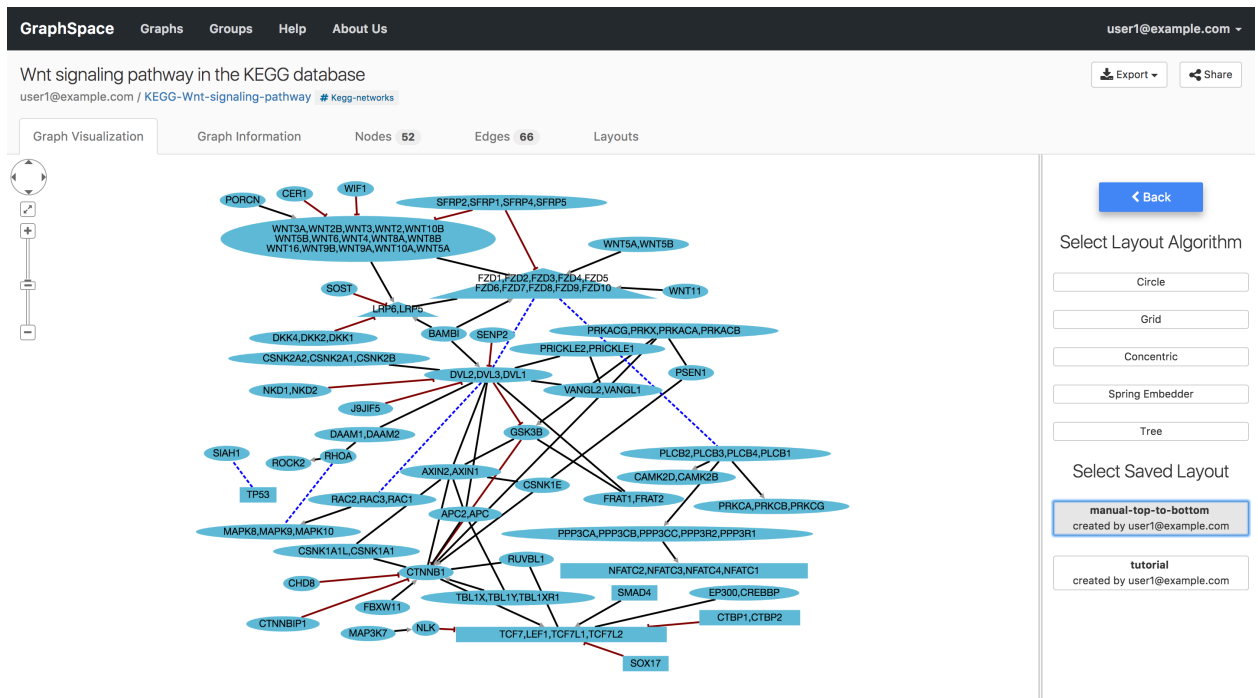 GraphSpace Graphs Groups Help About Us user1@example.com
Wnt signaling pathway in the KEGG database
Export Share
user1@example.com / KEGG-Wnt-signaling-pathway # Kegg-networks
Graph Visualization Graph Information Nodes 52 Edges 66 Layouts
PORCN
CER1
WIF1
SFRP2,SFRP1,SFRP4,SFRP5
WNT3A,WNT2B,WNT3,WNT2,WNT10B
WNT5B,WNT6,WNT4,WNT8A,WNT8B
WNT16,WNT9B,WNT9A,WNT10A,WNT5A
WNT5A,WNT5B
FZD1,FZD2,FZD3,FZD4,FZD5
FZD6,FZD7,FZD8,FZD9,FZD10
SOST
WNT11
LRP6,LRP5
DKK4,DKK2,DKK1
BAMBI
SENP2
PRKACG,PRKX,PRKACA,PRKACB
CSNK2A2,CSNK2A1,CSNK2B
PRICKLE2,PRICKLE1
DVL2,DVL3,DVL1
PSEN1
NKD1,NKD2
VANGL2,VANGL1
J9JIF5
DAAM1,DAAM2
GSK3B
SIAH1
ROCK2
RHOA
PLCB2,PLCB3,PLCB4,PLCB1
AXIN2,AXIN1
CAMK2D,CAMK2B
TP53
RAC2,RAC3,RAC1
CSNK1E
FRAT1,FRAT2
PRKCA,PRKCB,PRKCG
APC2,APC
MAPK8,MAPK9,MAPK10
PPP3CA,PPP3CB,PPP3CC,PPP3R2,PPP3R1
CSNK1A1L,CSNK1A1
RUVBL1
CTNNB1
NFATC2,NFATC3,NFATC4,NFATC1
CHD8
SMAD4
EP300,CREBBP
FBXW11
TBL1X,TBL1Y,TBL1XR1
CTNNBIP1
CTBP1,CTBP2
MAP3K7
NLK
TCF7,LEF1,TCF7L1,TCF7L2
SOX17
Back
Select Layout Algorithm
Circle
Grid
Concentric
Spring Embedder
Tree
Select Saved Layout
manual-top-to-bottom
created by user1@example.com
tutorial
created by user1@example.com